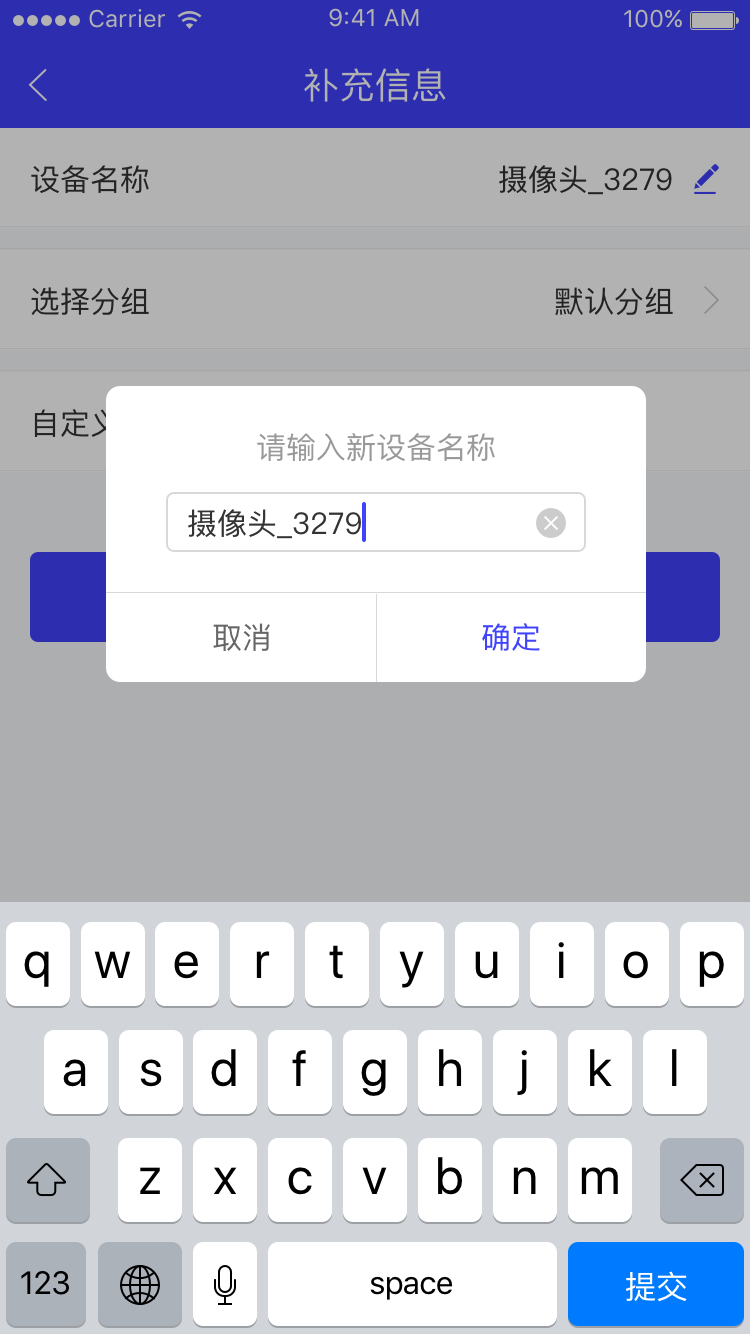 Carrier 9:41 AM 100%
补充信息
设备名称 摄像头_3279
选择分组 默认分组
自定义
请输入新设备名称
摄像头_3279
取消 确定
q w e r t y u i o p
a s d f g h j k l
z x c v b n m
123 space 提交